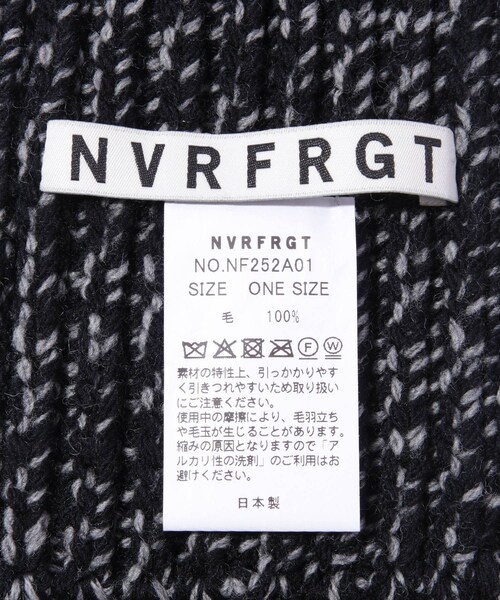 NVRFRGT
NVRFRGT
NO.NF252A01
SIZE ONE SIZE
毛 100%
F W
素材の特性上、引っかかりやす
く引きつれやすいため取り扱い
にご注意ください。
使用中の摩擦により、毛羽立ち
や毛玉が生じることがあります。
縮みの原因となりますので「ア
ルカリ性の洗剤」のご利用はお
避けください。
日本製